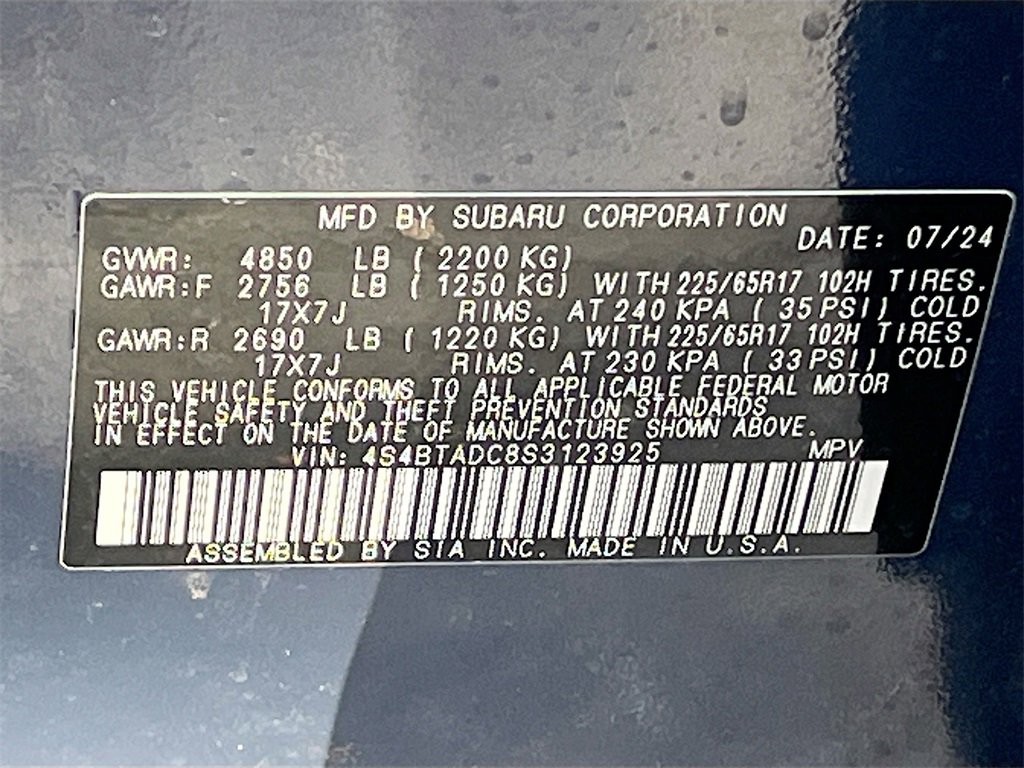 MFD BY SUBARU CORPORATION
DATE: 07/24
GVWR: 4850 LB ( 2200 KG)
GAWR:F 2756 LB ( 1250 KG) WITH 225/65R17 102H TIRES.
17X7J RIMS. AT 240 KPA ( 35 PSI) COLD
GAWR:R 2690 LB ( 1220 KG) WITH 225/65R17 102H TIRES.
17X7J RIMS. AT 230 KPA ( 33 PSI) COLD
THIS VEHICLE CONFORMS TO ALL APPLICABLE FEDERAL MOTOR
VEHICLE SAFETY AND THEFT PREVENTION STANDARDS
IN EFFECT ON THE DATE OF MANUFACTURE SHOWN ABOVE.
VIN: 4S4BTADC8S3123925 MPV
ASSEMBLED BY SIA INC. MADE IN U.S.A.